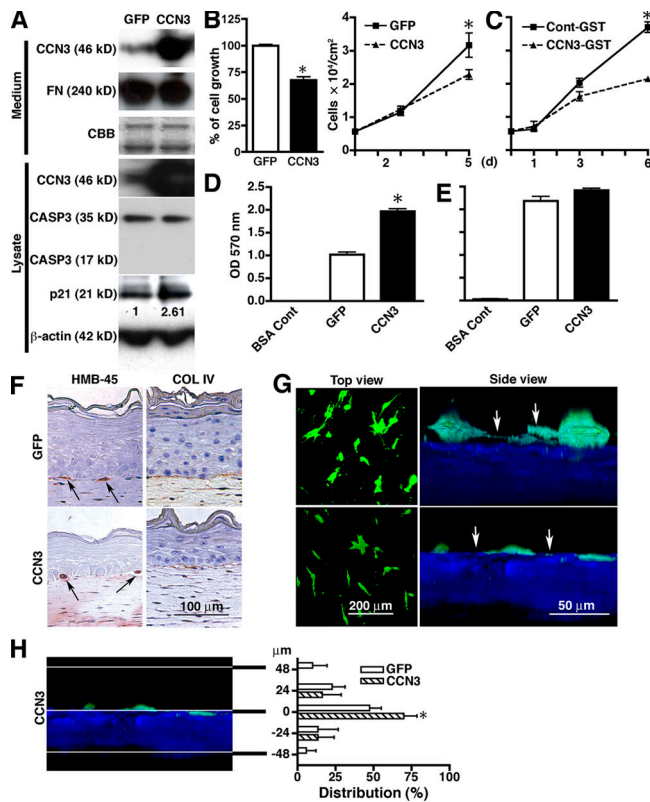 A
GFP CCN3
Medium
CCN3 (46 kD)
FN (240 kD)
CBB
Lysate
CCN3 (46 kD)
CASP3 (35 kD)
CASP3 (17 kD)
p21 (21 kD)
1 2.61
β-actin (42 kD)
B
% of cell growth
100
75
50
25
0
GFP CCN3
*
Cells × 10⁴/cm²
4
3
2
1
0
GFP
CCN3
*
2 5 (d)
C
Cont-GST
CCN3-GST
*
1 3 6
D
OD 570 nm
2.5
2.0
1.5
1.0
0.5
0.0
*
BSA Cont
GFP
CCN3
E
BSA Cont
GFP
CCN3
F
HMB-45 COL IV
GFP
CCN3
100 μm
G
Top view Side view
200 μm 50 μm
H
CCN3
μm
48
24
0
-24
-48
GFP
CCN3
*
0 25 50 75 100
Distribution (%)